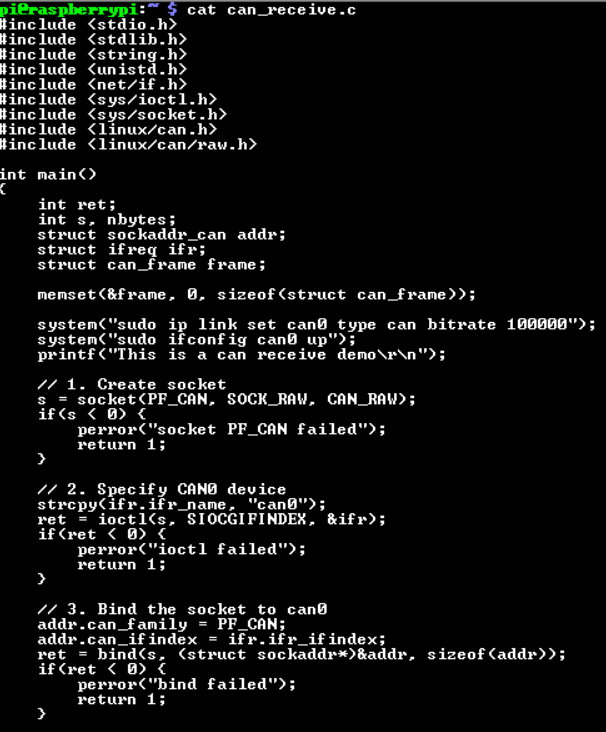 pi@raspberrypi:~ $ cat can_receive.c
#include <stdio.h>
#include <stdlib.h>
#include <string.h>
#include <unistd.h>
#include <net/if.h>
#include <sys/ioctl.h>
#include <sys/socket.h>
#include <linux/can.h>
#include <linux/can/raw.h>

int main()
{
    int ret;
    int s, nbytes;
    struct sockaddr_can addr;
    struct ifreq ifr;
    struct can_frame frame;

    memset(&frame, 0, sizeof(struct can_frame));

    system("sudo ip link set can0 type can bitrate 100000");
    system("sudo ifconfig can0 up");
    printf("This is a can receive demo\r\n");

    // 1. Create socket
    s = socket(PF_CAN, SOCK_RAW, CAN_RAW);
    if(s < 0) {
        perror("socket PF_CAN failed");
        return 1;
    }

    // 2. Specify CAN0 device
    strcpy(ifr.ifr_name, "can0");
    ret = ioctl(s, SIOCGIFINDEX, &ifr);
    if(ret < 0) {
        perror("ioctl failed");
        return 1;
    }

    // 3. Bind the socket to can0
    addr.can_family = PF_CAN;
    addr.can_ifindex = ifr.ifr_ifindex;
    ret = bind(s, (struct sockaddr*)&addr, sizeof(addr));
    if(ret < 0) {
        perror("bind failed");
        return 1;
    }